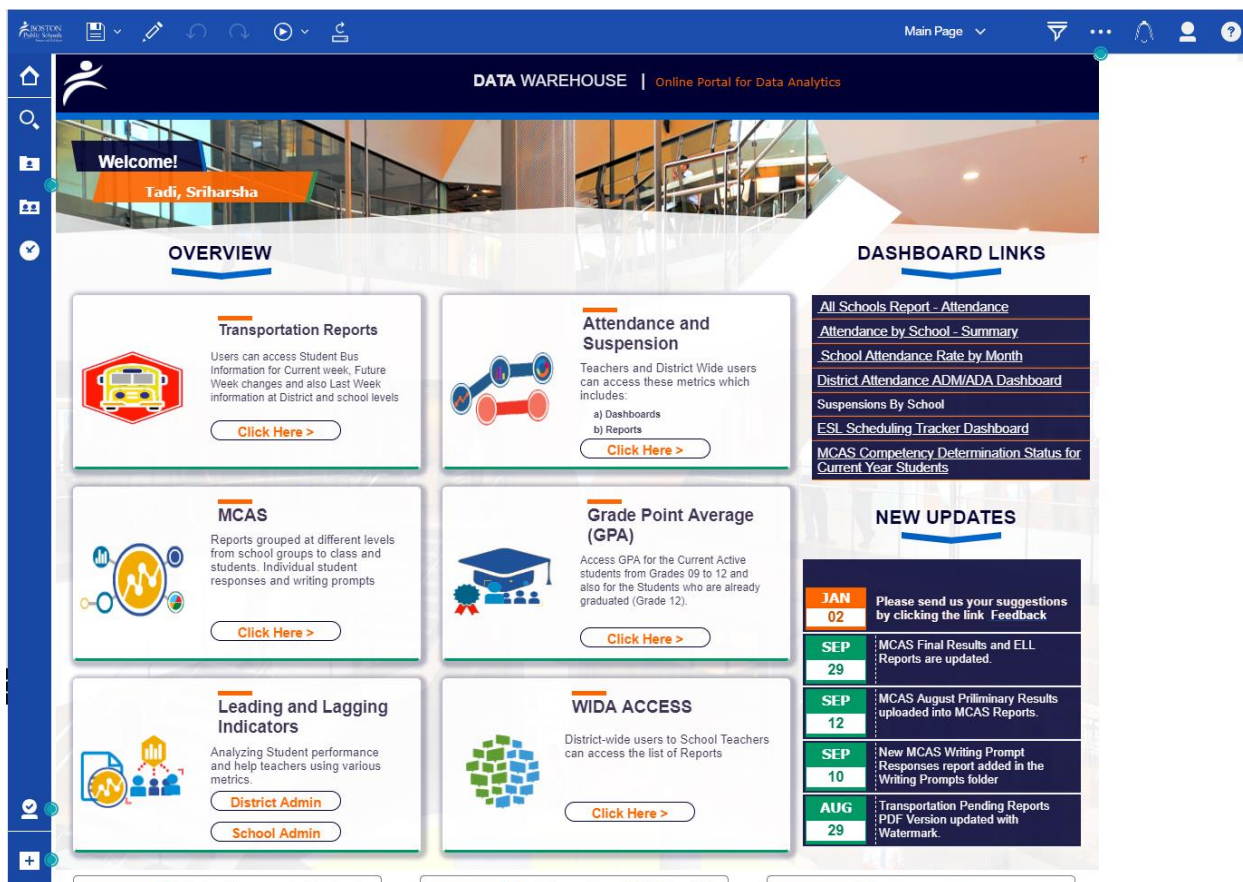 BOSTON
Public Schools
Main Page
?
DATA WAREHOUSE | Online Portal for Data Analytics
Welcome!
Tadi, Sriharsha
OVERVIEW
Transportation Reports
Users can access Student Bus
Information for Current week, Future
Week changes and also Last Week
information at District and school levels
Click Here >
Attendance and
Suspension
Teachers and District Wide users
can access these metrics which
includes:
a) Dashboards
b) Reports
Click Here >
MCAS
Reports grouped at different levels
from school groups to class and
students. Individual student
responses and writing prompts
Click Here >
Grade Point Average
(GPA)
Access GPA for the Current Active
students from Grades 09 to 12 and
also for the Students who are already
graduated (Grade 12).
Click Here >
Leading and Lagging
Indicators
Analyzing Student performance
and help teachers using various
metrics.
District Admin
School Admin
WIDA ACCESS
District-wide users to School Teachers
can access the list of Reports
Click Here >
DASHBOARD LINKS
All Schools Report - Attendance
Attendance by School - Summary
School Attendance Rate by Month
District Attendance ADM/ADA Dashboard
Suspensions By School
ESL Scheduling Tracker Dashboard
MCAS Competency Determination Status for
Current Year Students
NEW UPDATES
JAN
02
Please send us your suggestions
by clicking the link Feedback
SEP
29
MCAS Final Results and ELL
Reports are updated.
SEP
12
MCAS August Priliminary Results
uploaded into MCAS Reports.
SEP
10
New MCAS Writing Prompt
Responses report added in the
Writing Prompts folder
AUG
29
Transportation Pending Reports
PDF Version updated with
Watermark.